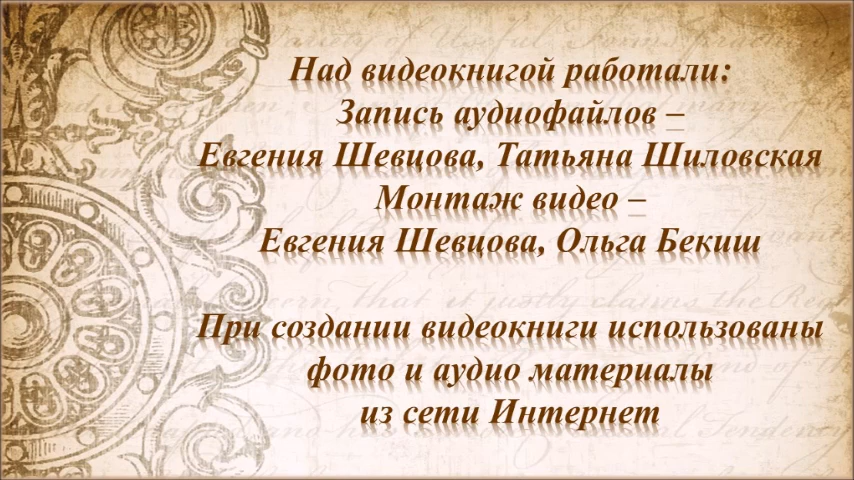 Над видеокнигой работали:
Запись аудиофайлов –
Евгения Шевцова, Татьяна Шиловская
Монтаж видео –
Евгения Шевцова, Ольга Бекиш
При создании видеокниги использованы
фото и аудио материалы
из сети Интернет